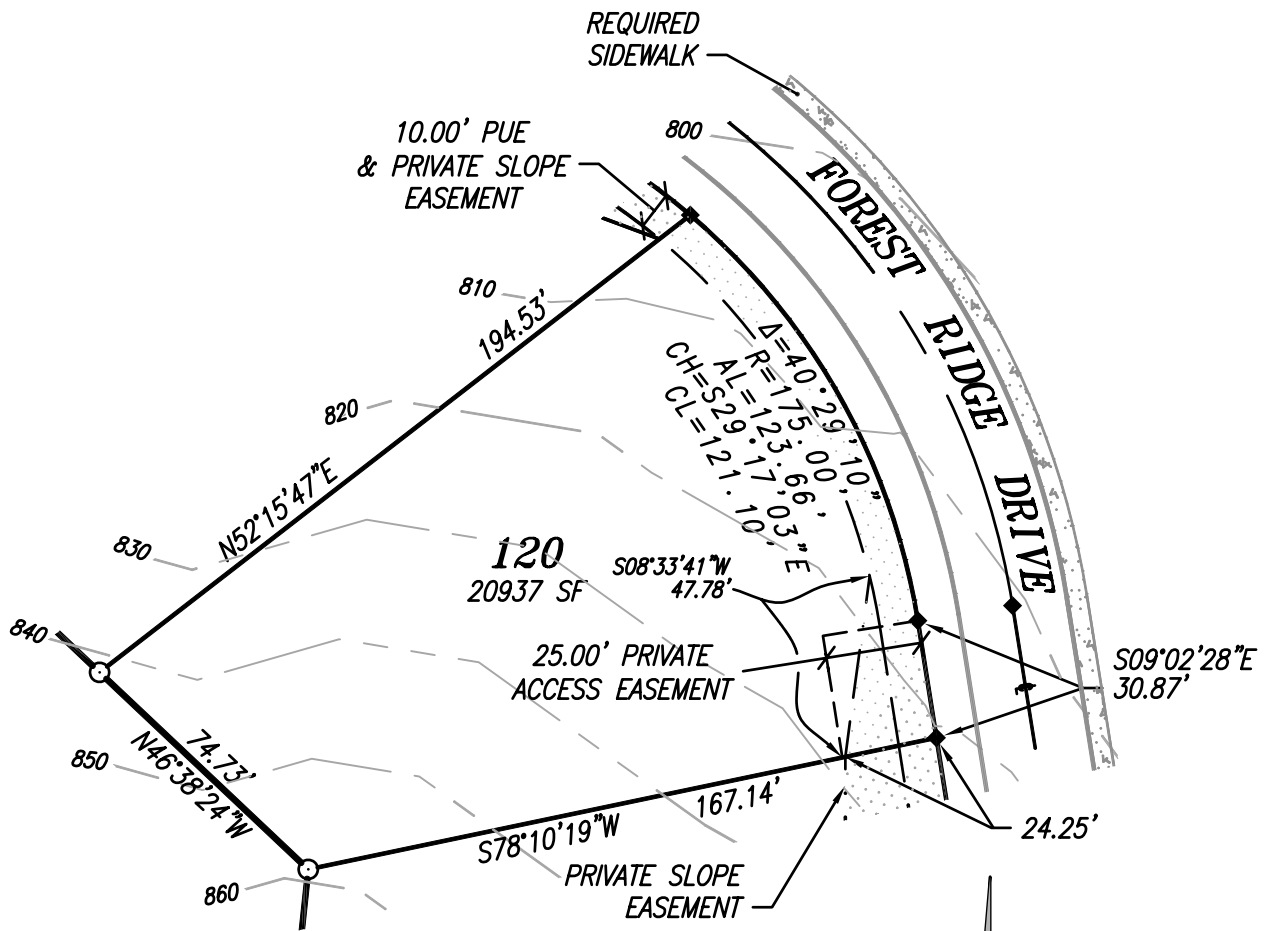 REQUIRED
SIDEWALK
10.00' PUE
& PRIVATE SLOPE
EASEMENT
800
FOREST RIDGE DRIVE
810
194.53'
Δ=40°29'10"
R=175.00'
AL=123.66'
CH=S29°17'03"E
CL=121.10'
820
N52°15'47"E
830
120
20937 SF
S08°33'41"W
47.78'
840
25.00' PRIVATE
ACCESS EASEMENT
S09°02'28"E
30.87'
850
74.73'
N46°38'24"W
167.14'
S78°10'19"W
24.25'
860
PRIVATE SLOPE
EASEMENT